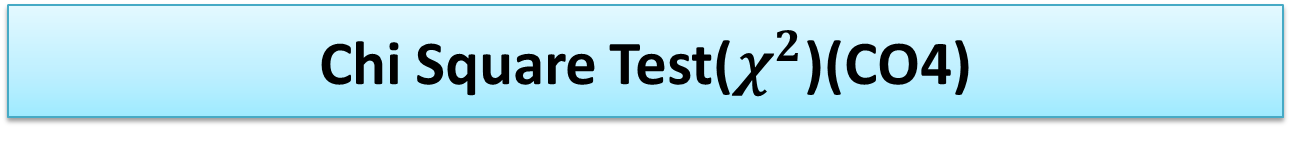 Chi Square Test(𝝌²)(CO4)